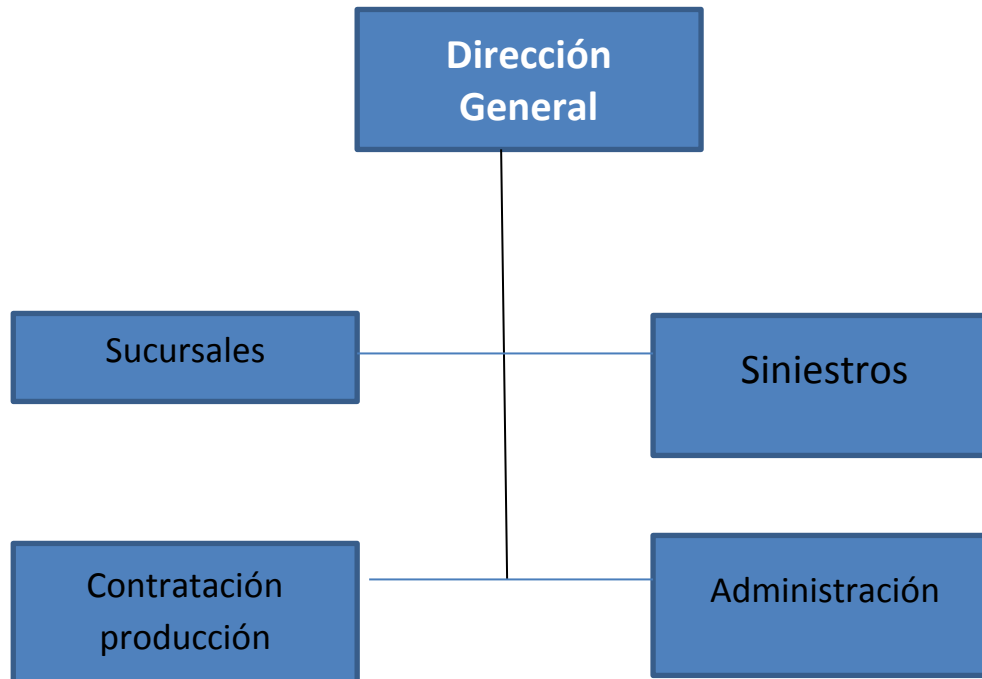 Dirección
General
Sucursales
Siniestros
Contratación
producción
Administración